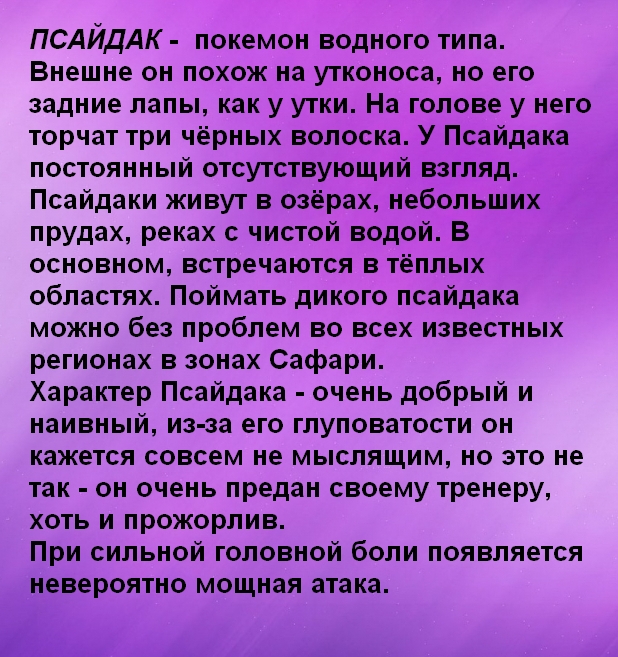 ПСАЙДАК -  покемон водного типа.
Внешне он похож на утконоса, но его
задние лапы, как у утки. На голове у него
торчат три чёрных волоска. У Псайдака
постоянный отсутствующий взгляд.
Псайдаки живут в озёрах, небольших
прудах, реках с чистой водой. В
основном, встречаются в тёплых
областях. Поймать дикого псайдака
можно без проблем во всех известных
регионах в зонах Сафари.
Характер Псайдака - очень добрый и
наивный, из-за его глуповатости он
кажется совсем не мыслящим, но это не
так - он очень предан своему тренеру,
хоть и прожорлив.
При сильной головной боли появляется
невероятно мощная атака.